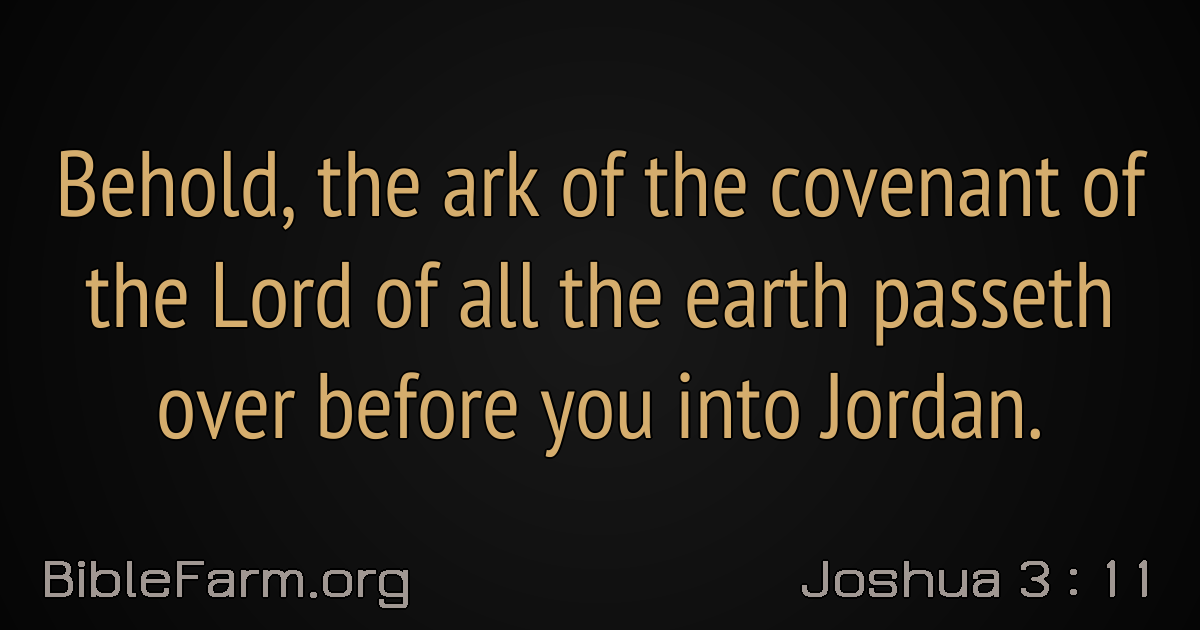 Behold, the ark of the covenant of
the Lord of all the earth passeth
over before you into Jordan.
BibleFarm.org
Joshua 3 : 11